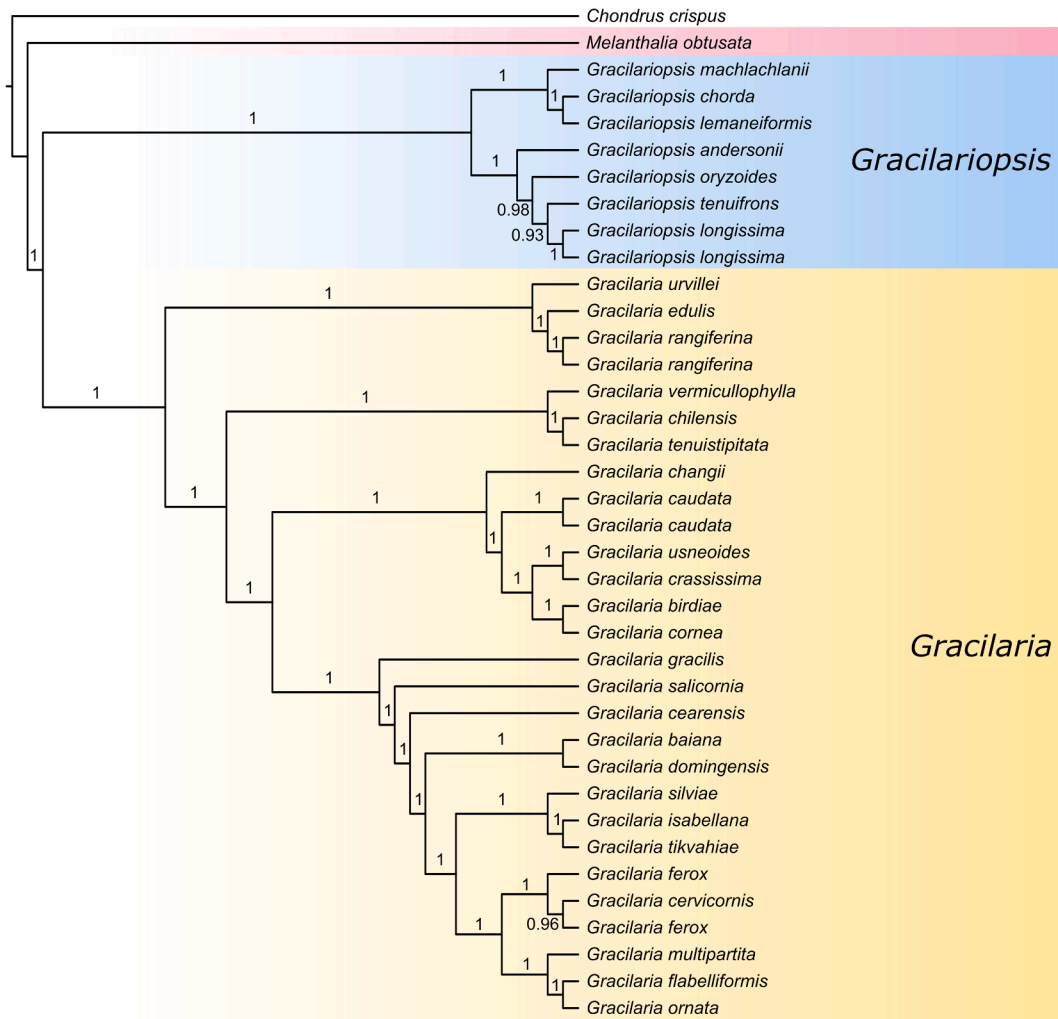 Chondrus crispus
Melanthalia obtusata
1
Gracilariopsis machlachlanii
1
Gracilariopsis chorda
1
Gracilariopsis lemaneiformis
Gracilariopsis andersonii
Gracilariopsis
1
Gracilariopsis oryzoides
0.98
Gracilariopsis tenuifrons
0.93
Gracilariopsis longissima
1
1
Gracilariopsis longissima
Gracilaria urvillei
1
Gracilaria edulis
1
Gracilaria rangiferina
1
Gracilaria rangiferina
1
Gracilaria vermicullophylla
1
Gracilaria chilensis
1
Gracilaria tenuistipitata
Gracilaria changii
1
1
Gracilaria caudata
1
Gracilaria caudata
1
Gracilaria usneoides
1
Gracilaria crassissima
1
1
Gracilaria birdiae
1
Gracilaria cornea
Gracilaria
Gracilaria gracilis
1
Gracilaria salicornia
1
Gracilaria cearensis
1
Gracilaria baiana
1
Gracilaria domingensis
Gracilaria silviae
1
1
Gracilaria isabellana
1
Gracilaria tikvahiae
1
Gracilaria ferox
1
Gracilaria cervicornis
0.96
1
Gracilaria ferox
Gracilaria multipartita
1
Gracilaria flabelliformis
1
Gracilaria ornata